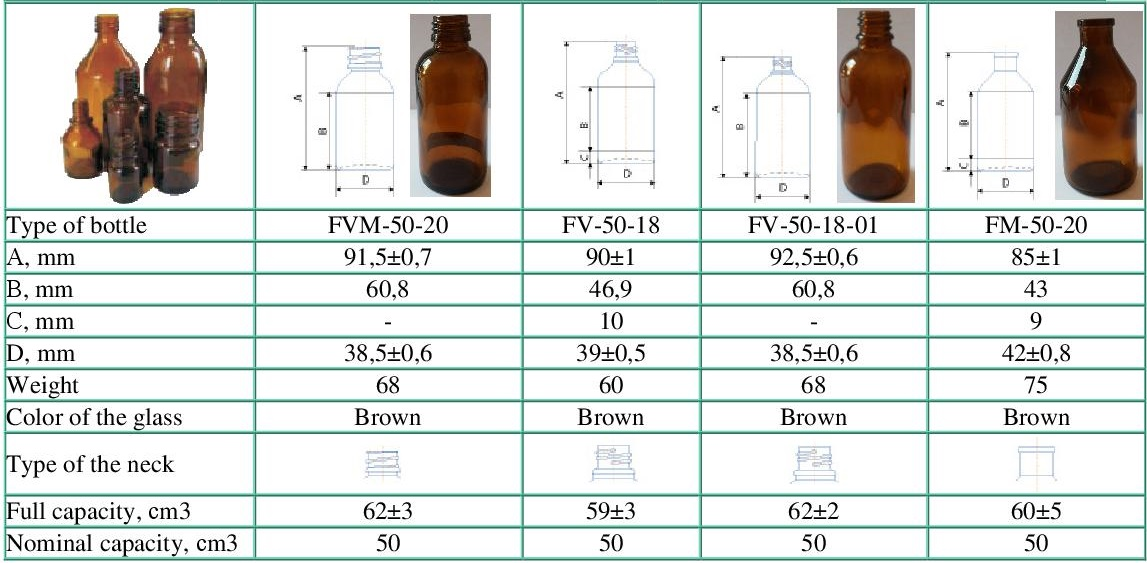 A B D A B C D A B D A B C D
Type of bottle FVM-50-20 FV-50-18 FV-50-18-01 FM-50-20
A, mm 91,5±0,7 90±1 92,5±0,6 85±1
B, mm 60,8 46,9 60,8 43
C, mm - 10 - 9
D, mm 38,5±0,6 39±0,5 38,5±0,6 42±0,8
Weight 68 60 68 75
Color of the glass Brown Brown Brown Brown
Type of the neck
Full capacity, cm3 62±3 59±3 62±2 60±5
Nominal capacity, cm3 50 50 50 50